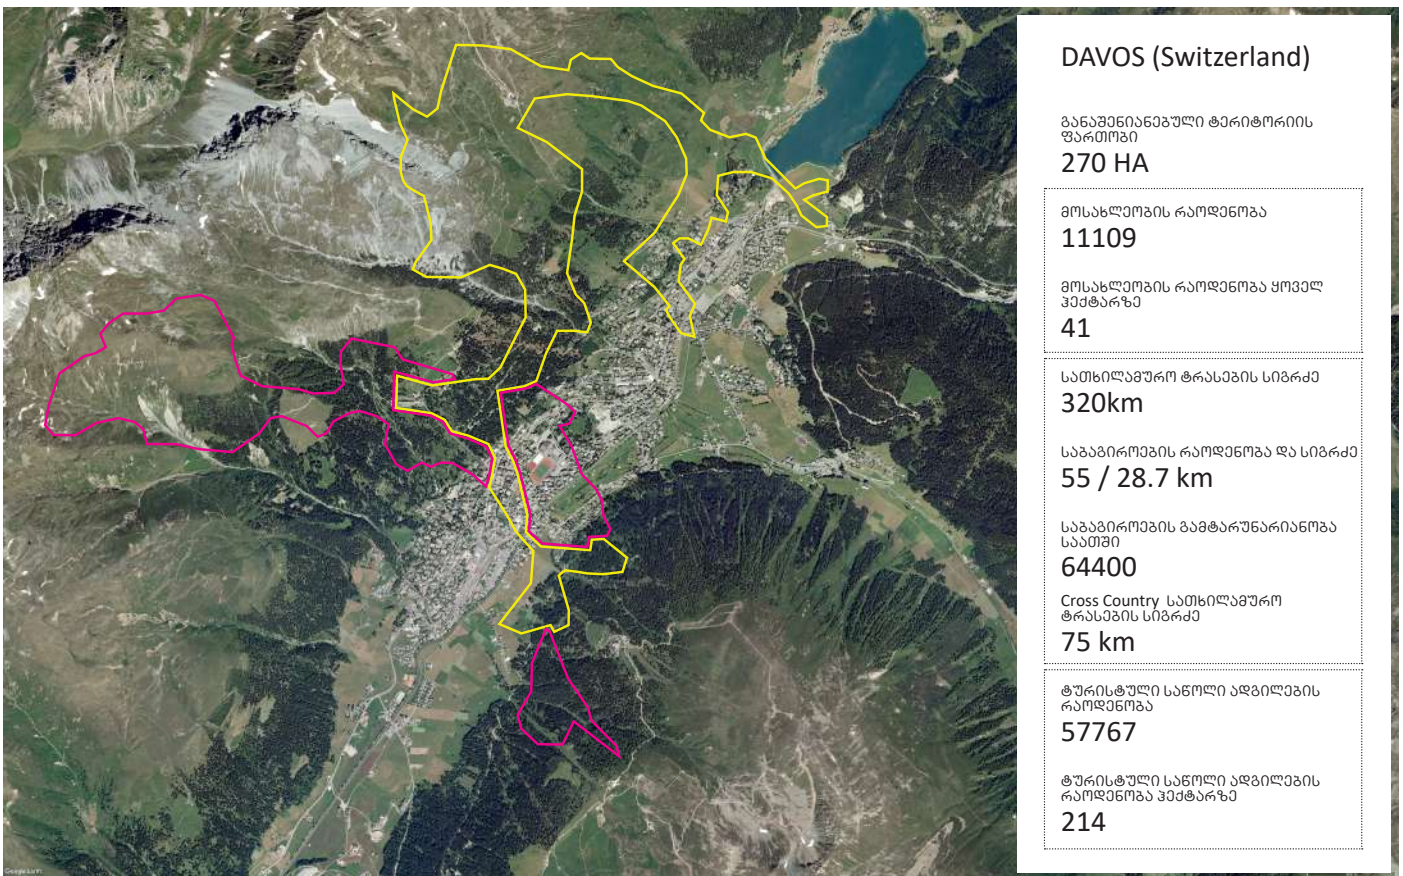 DAVOS (Switzerland)
განაშენიანებული ტერიტორიის
ფართობი
270 HA
მოსახლეობის რაოდენობა
11109
მოსახლეობის რაოდენობა ყოველ
ჰექტარზე
41
სათხილამურო ტრასების სიგრძე
320km
საბაგიროების რაოდენობა და სიგრძე
55 / 28.7 km
საბაგიროების გამტარუნარიანობა
საათში
64400
Cross Country სათხილამურო
ტრასების სიგრძე
75 km
ტურისტული საწოლი ადგილების
რაოდენობა
57767
ტურისტული საწოლი ადგილების
რაოდენობა ჰექტარზე
214
Google Earth